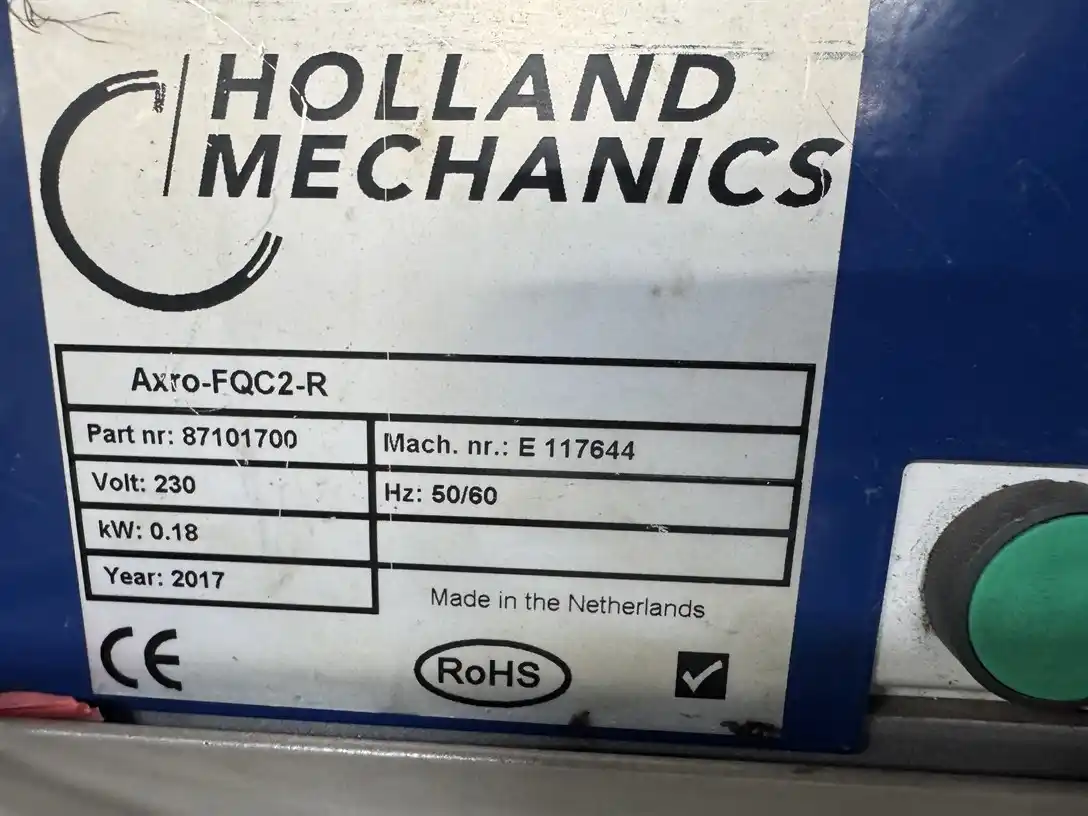 HOLLAND
MECHANICS
Axro-FQC2-R
Part nr: 87101700
Mach. nr.: E 117644
Volt: 230
Hz: 50/60
kW: 0.18
Year: 2017
Made in the Netherlands
CE
RoHS